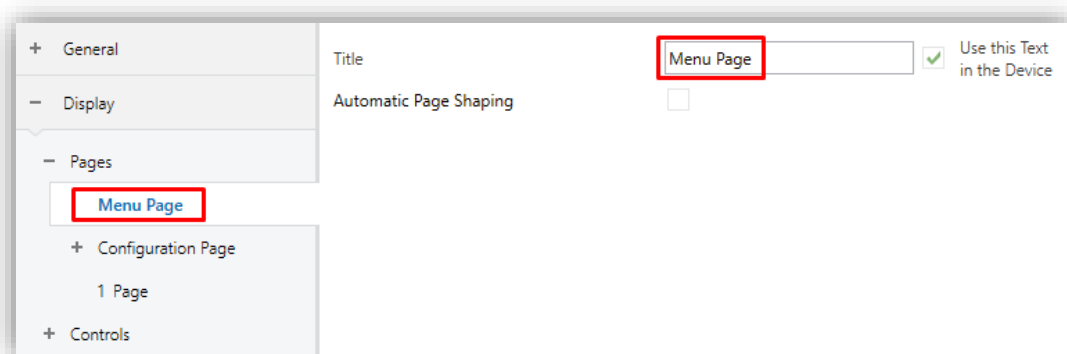 + General
− Display
− Pages
Menu Page
+ Configuration Page
1 Page
+ Controls
Title
Menu Page
Use this Text
in the Device
Automatic Page Shaping